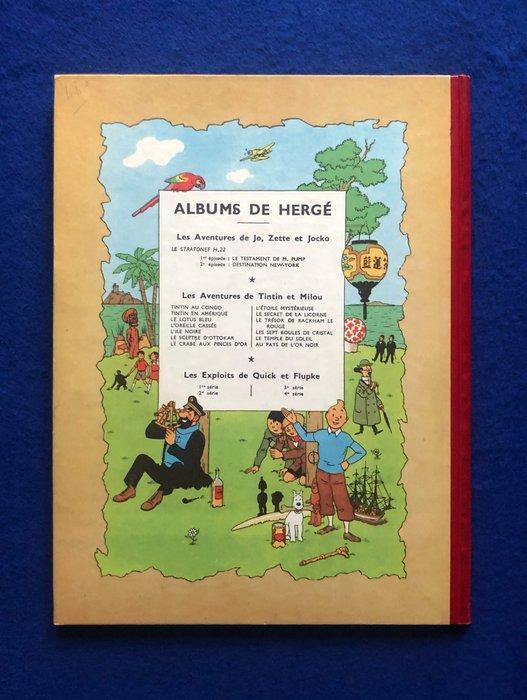 ALBUMS DE HERGÉ
Les Aventures de Jo, Zette et Jocko
LE STRATONEF H.22
1er épisode : LE TESTAMENT DE M. PUMP
2e épisode : DESTINATION NEW-YORK
Les Aventures de Tintin et Milou
TINTIN AU CONGO
TINTIN EN AMÉRIQUE
LE LOTUS BLEU
L'OREILLE CASSÉE
L'ILE NOIRE
LE SCEPTRE D'OTTOKAR
LE CRABE AUX PINCES D'OR
L'ÉTOILE MYSTÉRIEUSE
LE SECRET DE LA LICORNE
LE TRÉSOR DE RACKHAM LE
ROUGE
LES SEPT BOULES DE CRISTAL
LE TEMPLE DU SOLEIL
AU PAYS DE L'OR NOIR
Les Exploits de Quick et Flupke
1re série
2e série
3e série
4e série